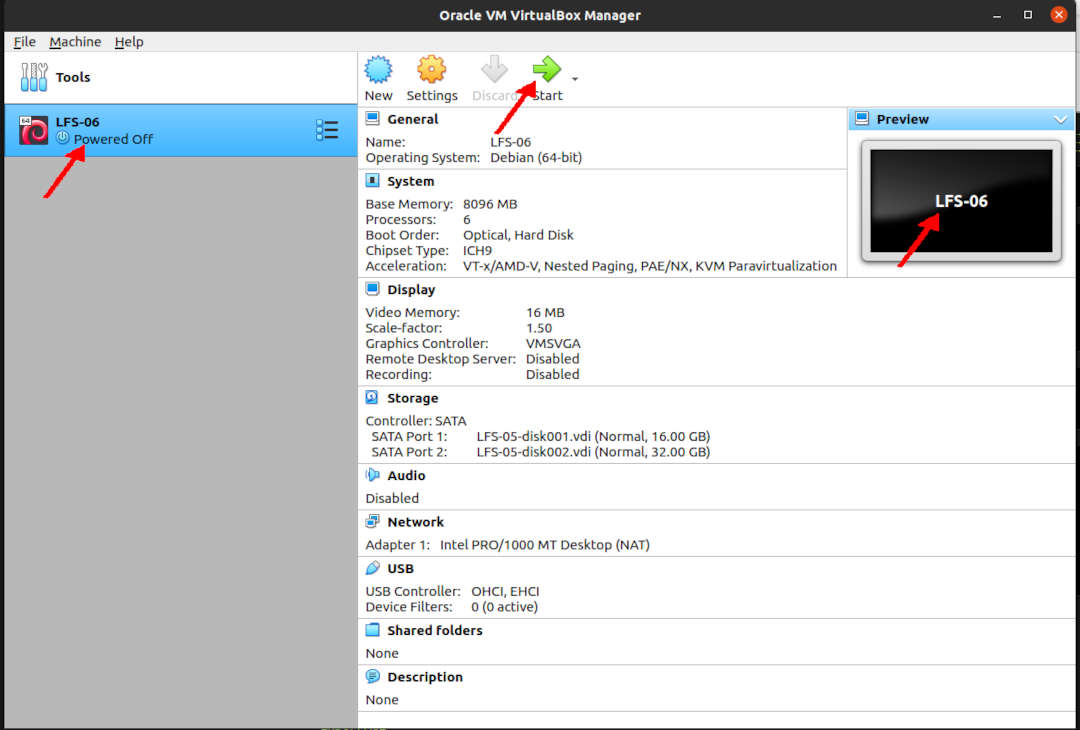 Oracle VM VirtualBox Manager
File Machine Help
Tools
New Settings Discard Start
64
LFS-06
Powered Off
General
Name: LFS-06
Operating System: Debian (64-bit)
System
Base Memory: 8096 MB
Processors: 6
Boot Order: Optical, Hard Disk
Chipset Type: ICH9
Acceleration: VT-x/AMD-V, Nested Paging, PAE/NX, KVM Paravirtualization
Preview
LFS-06
Display
Video Memory: 16 MB
Scale-factor: 1.50
Graphics Controller: VMSVGA
Remote Desktop Server: Disabled
Recording: Disabled
Storage
Controller: SATA
SATA Port 1: LFS-05-disk001.vdi (Normal, 16.00 GB)
SATA Port 2: LFS-05-disk002.vdi (Normal, 32.00 GB)
Audio
Disabled
Network
Adapter 1: Intel PRO/1000 MT Desktop (NAT)
USB
USB Controller: OHCI, EHCI
Device Filters: 0 (0 active)
Shared folders
None
Description
None